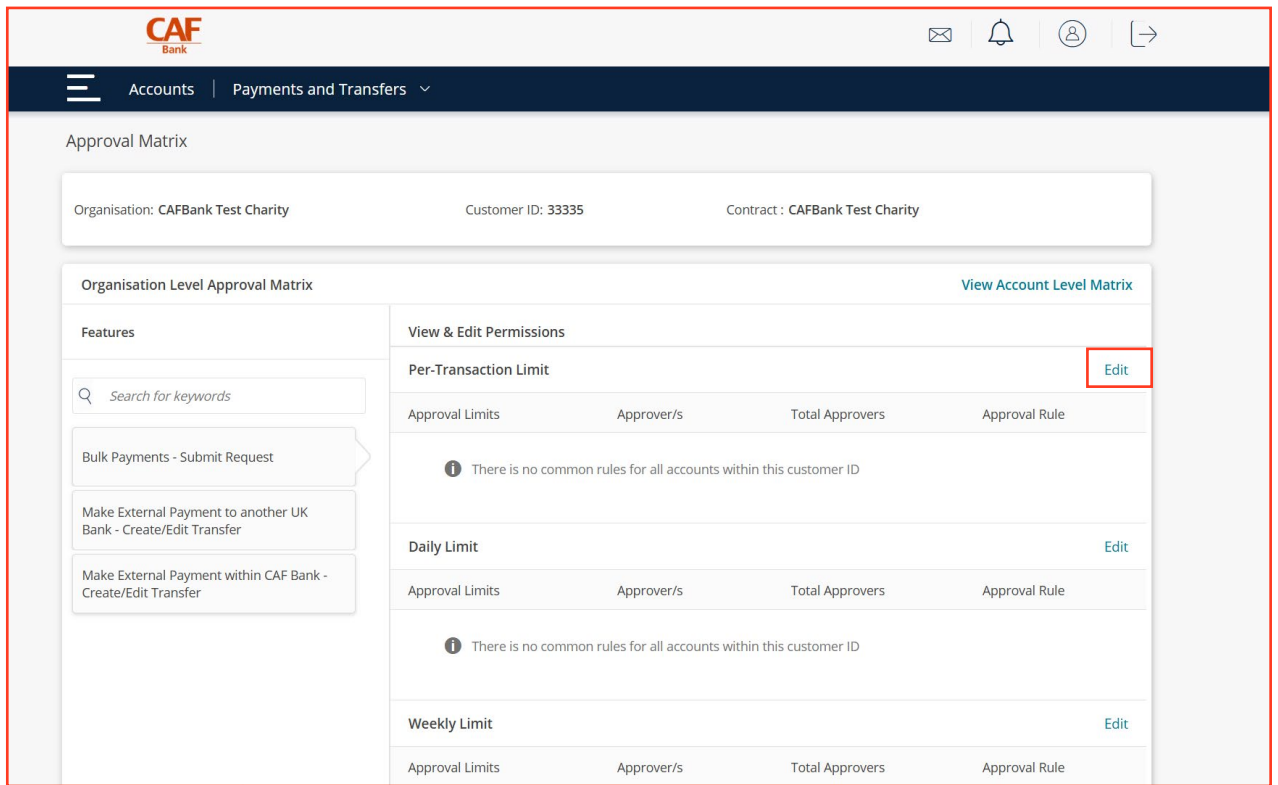 CAF
Bank
Accounts
Payments and Transfers
Approval Matrix
Organisation: CAFBank Test Charity
Customer ID: 33335
Contract : CAFBank Test Charity
Organisation Level Approval Matrix
View Account Level Matrix
Features
Search for keywords
Bulk Payments - Submit Request
Make External Payment to another UK
Bank - Create/Edit Transfer
Make External Payment within CAF Bank -
Create/Edit Transfer
View & Edit Permissions
Per-Transaction Limit
Edit
Approval Limits
Approver/s
Total Approvers
Approval Rule
There is no common rules for all accounts within this customer ID
Daily Limit
Edit
Approval Limits
Approver/s
Total Approvers
Approval Rule
There is no common rules for all accounts within this customer ID
Weekly Limit
Edit
Approval Limits
Approver/s
Total Approvers
Approval Rule